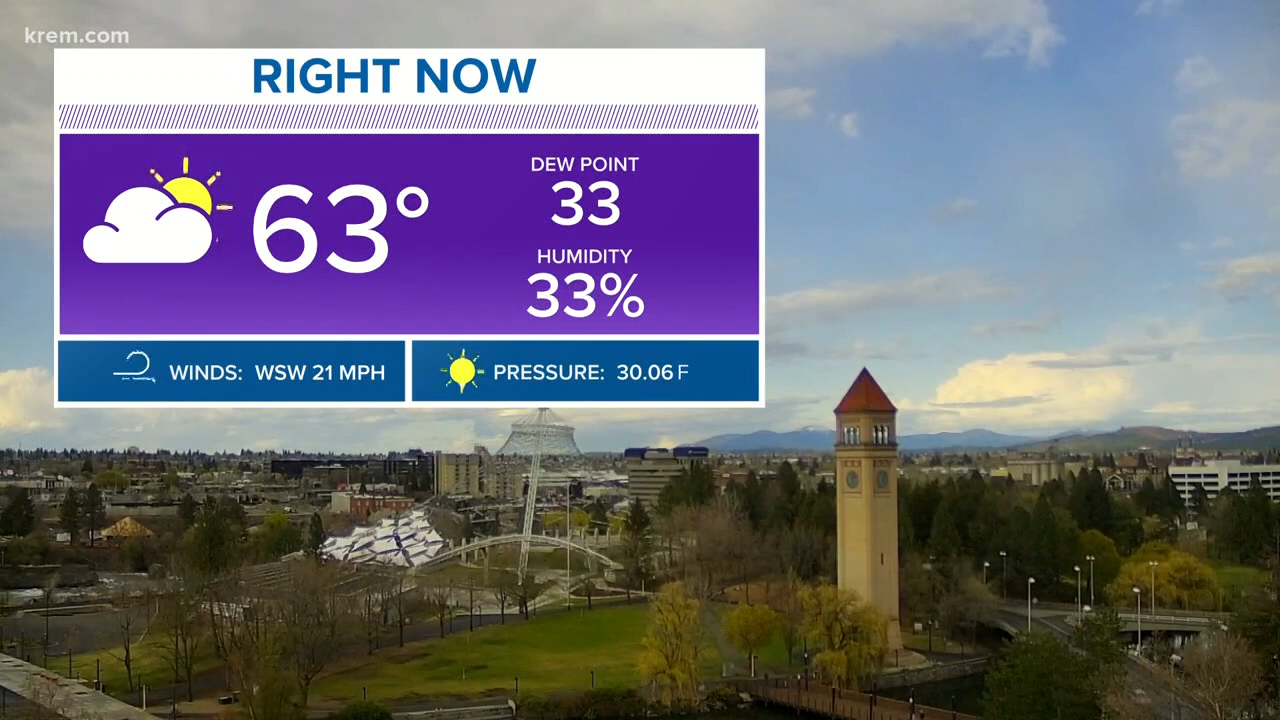 krem.com
RIGHT NOW
63°
DEW POINT
33
HUMIDITY
33%
WINDS: WSW 21 MPH
PRESSURE: 30.06 F